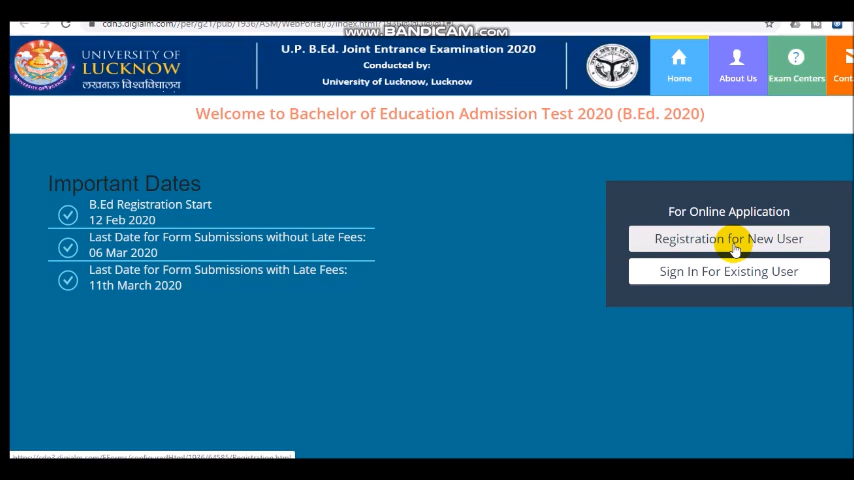 www.BANDICAM.com
UNIVERSITY OF
LUCKNOW
लखनऊ विश्वविद्यालय
U.P. B.Ed. Joint Entrance Examination 2020
Conducted by:
University of Lucknow, Lucknow
Home
About Us
Exam Centers
Cont
Welcome to Bachelor of Education Admission Test 2020 (B.Ed. 2020)
Important Dates
B.Ed Registration Start
12 Feb 2020
Last Date for Form Submissions without Late Fees:
06 Mar 2020
Last Date for Form Submissions with Late Fees:
11th March 2020
For Online Application
Registration for New User
Sign In For Existing User